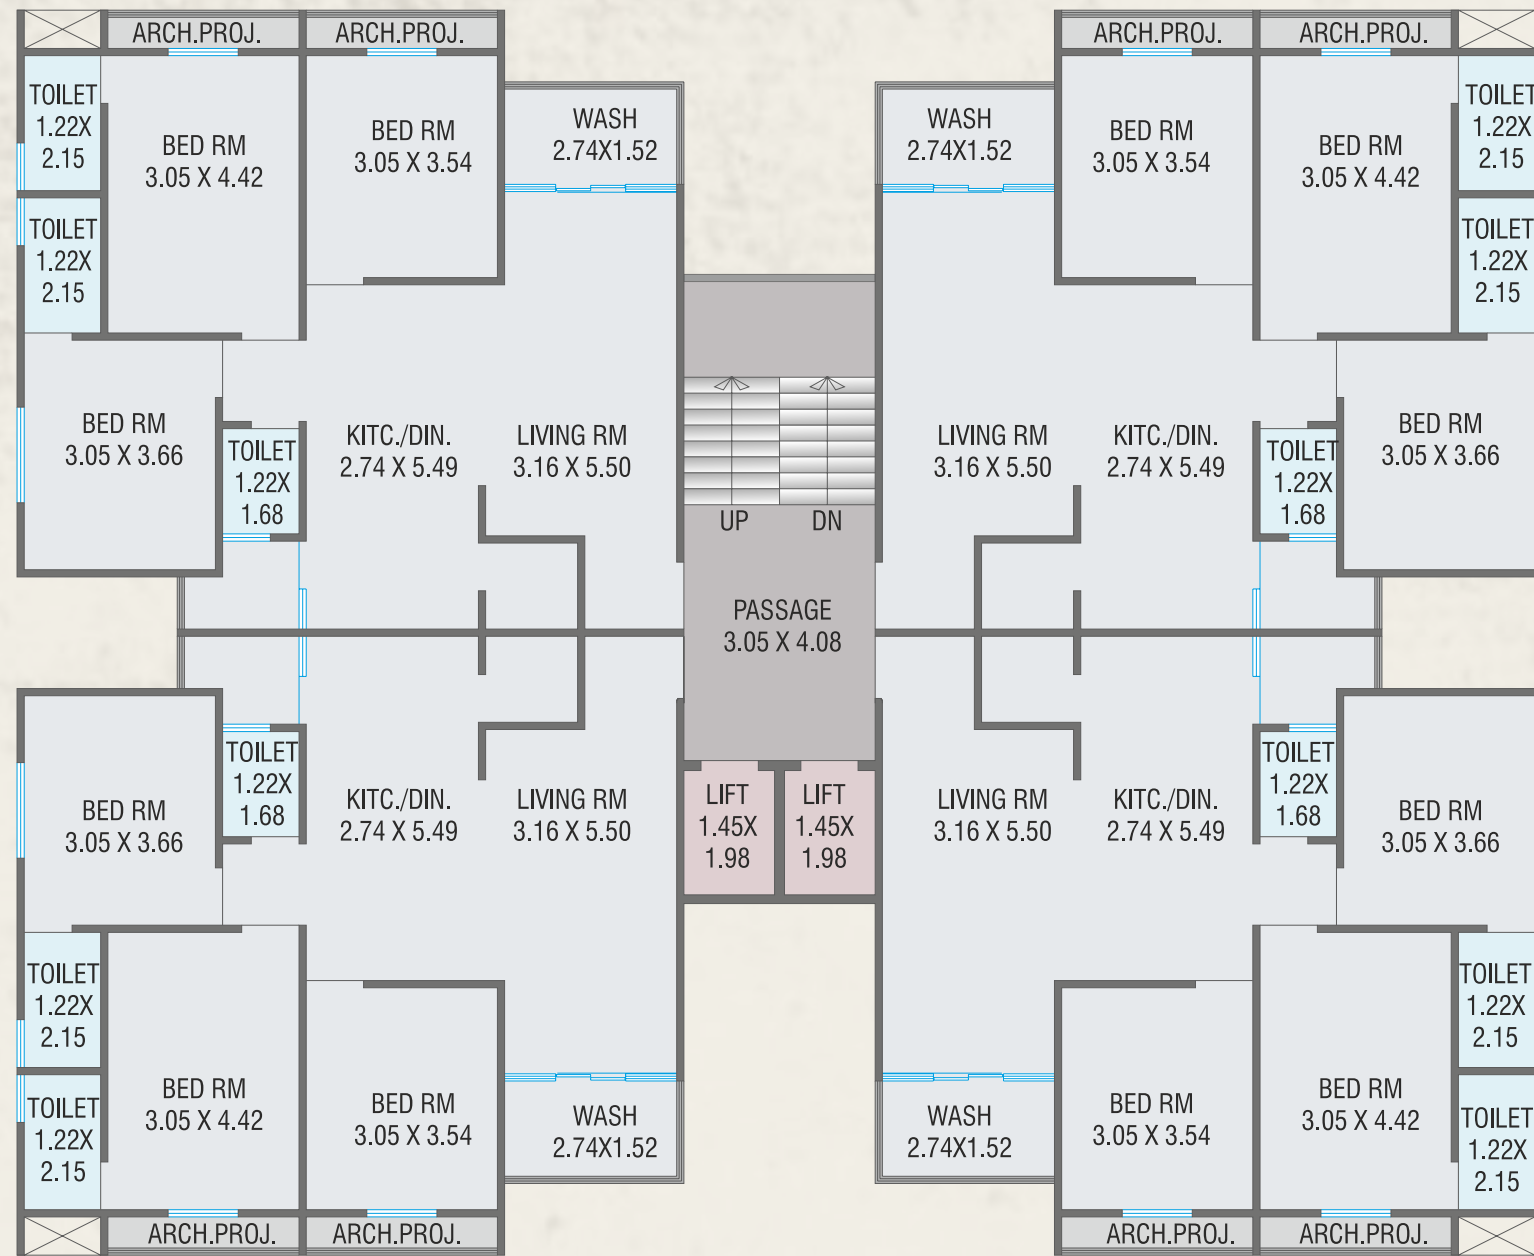 ARCH.PROJ.
ARCH.PROJ.
ARCH.PROJ.
ARCH.PROJ.
TOILET
1.22X
2.15
BED RM
3.05 X 4.42
BED RM
3.05 X 3.54
WASH
2.74X1.52
WASH
2.74X1.52
BED RM
3.05 X 3.54
BED RM
3.05 X 4.42
TOILET
1.22X
2.15
TOILET
1.22X
2.15
TOILET
1.22X
2.15
BED RM
3.05 X 3.66
TOILET
1.22X
1.68
KITC./DIN.
2.74 X 5.49
LIVING RM
3.16 X 5.50
UP
DN
LIVING RM
3.16 X 5.50
KITC./DIN.
2.74 X 5.49
TOILET
1.22X
1.68
BED RM
3.05 X 3.66
PASSAGE
3.05 X 4.08
BED RM
3.05 X 3.66
TOILET
1.22X
1.68
KITC./DIN.
2.74 X 5.49
LIVING RM
3.16 X 5.50
LIFT
1.45X
1.98
LIFT
1.45X
1.98
LIVING RM
3.16 X 5.50
KITC./DIN.
2.74 X 5.49
TOILET
1.22X
1.68
BED RM
3.05 X 3.66
TOILET
1.22X
2.15
TOILET
1.22X
2.15
TOILET
1.22X
2.15
BED RM
3.05 X 4.42
BED RM
3.05 X 3.54
WASH
2.74X1.52
WASH
2.74X1.52
BED RM
3.05 X 3.54
BED RM
3.05 X 4.42
TOILET
1.22X
2.15
ARCH.PROJ.
ARCH.PROJ.
ARCH.PROJ.
ARCH.PROJ.